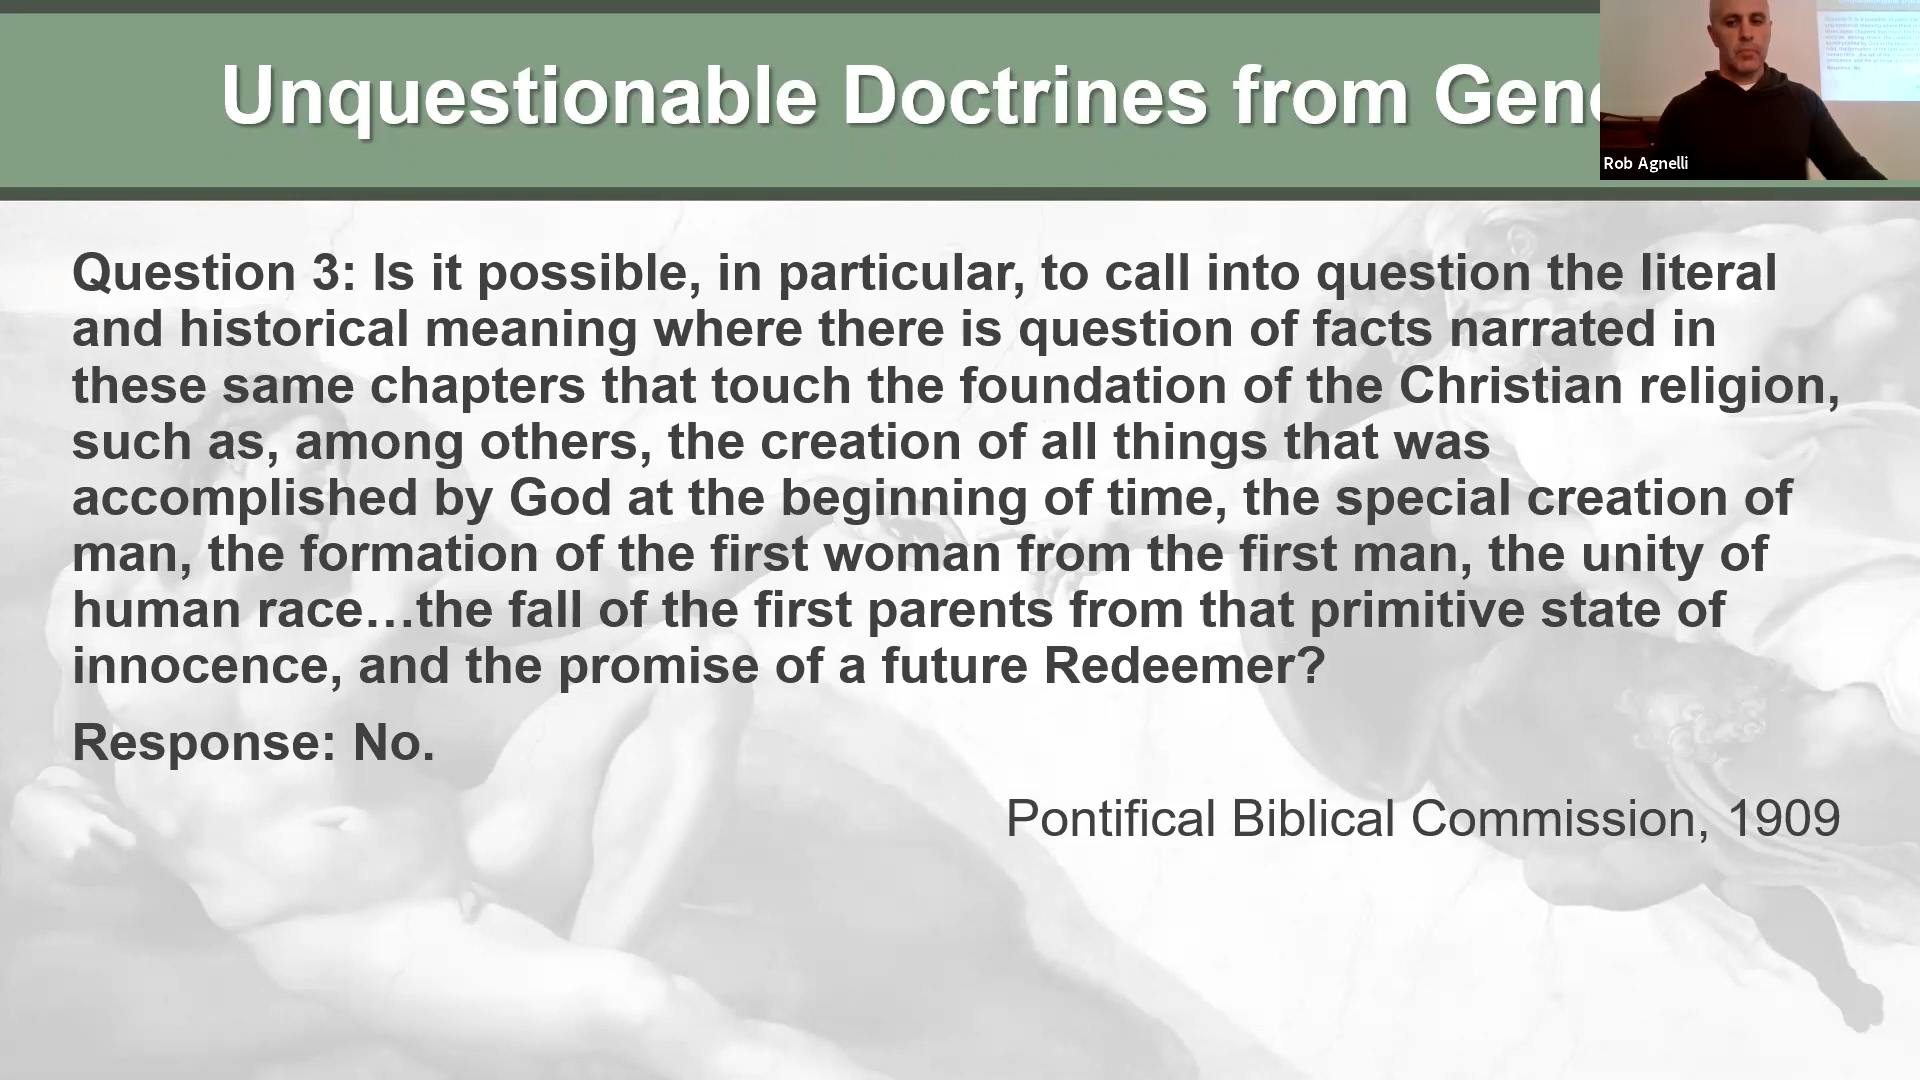 Unquestionable Doctrines from Gene
Rob Agnelli
Question 3: Is it possible, in particular, to call into question the literal
and historical meaning where there is question of facts narrated in
these same chapters that touch the foundation of the Christian religion,
such as, among others, the creation of all things that was
accomplished by God at the beginning of time, the special creation of
man, the formation of the first woman from the first man, the unity of
human race…the fall of the first parents from that primitive state of
innocence, and the promise of a future Redeemer?
Response: No.
Pontifical Biblical Commission, 1909